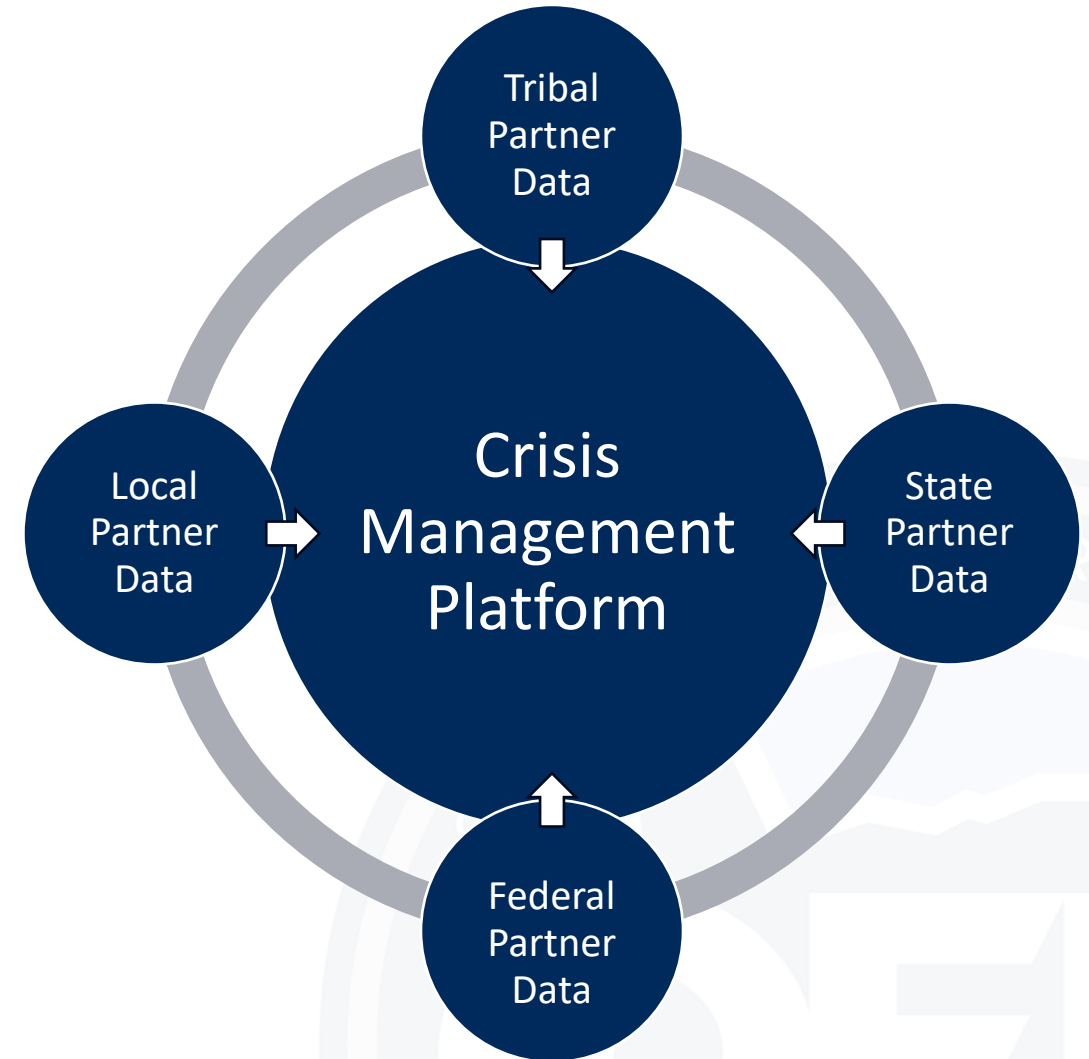 Tribal
Partner
Data
Crisis
Management
Platform
Local
Partner
Data
State
Partner
Data
Federal
Partner
Data